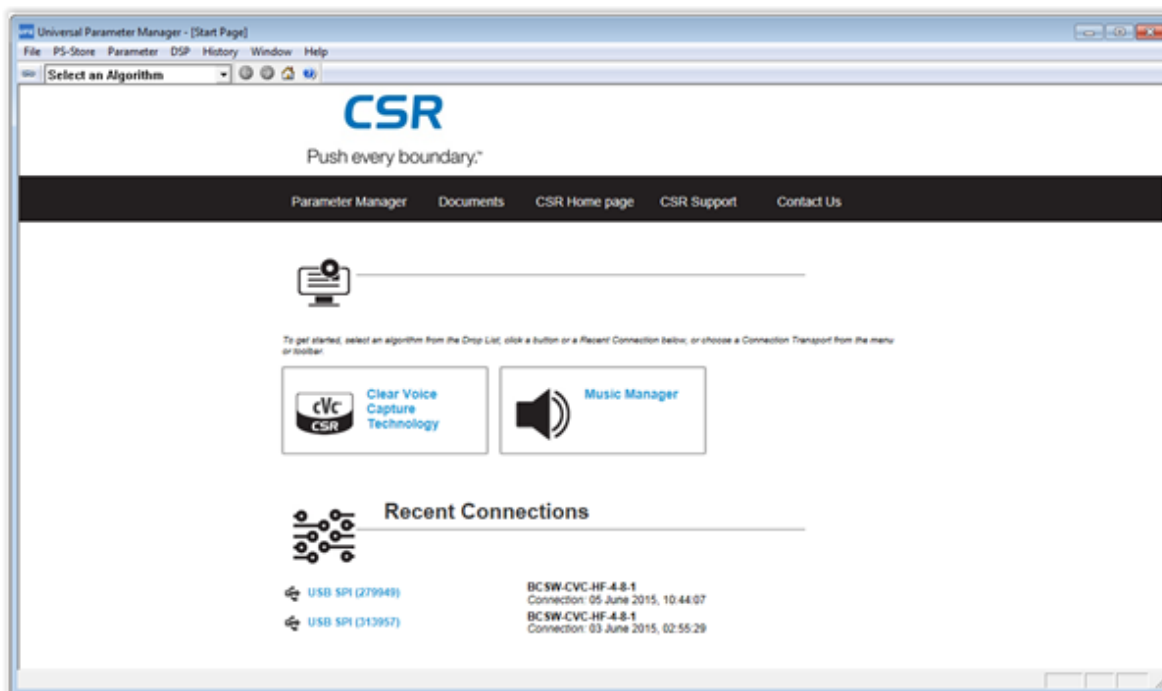 Universal Parameter Manager - [Start Page]
File PS-Store Parameter DSP History Window Help
Select an Algorithm
CSR
Push every boundary.™
Parameter Manager Documents CSR Home page CSR Support Contact Us
To get started, select an algorithm from the Drop List, click a button or a Recent Connection below, or choose a Connection Transport from the menu
or toolbar.
cVc
CSR
Clear Voice
Capture
Technology
Music Manager
Recent Connections
USB SPI (279949)
BCSW-CVC-HF-4-8-1
Connection: 05 June 2015, 10:44:07
USB SPI (313957)
BCSW-CVC-HF-4-8-1
Connection: 03 June 2015, 02:55:29